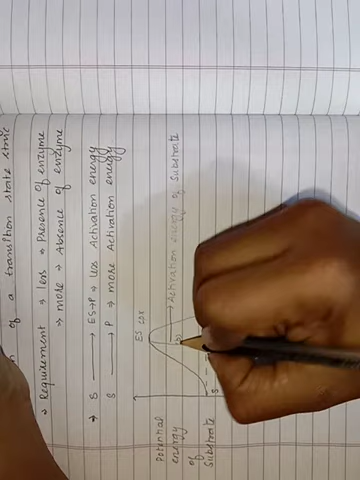 of a transition state
→ Requirement → less → Presence of enzyme
→ more → Absence of enzyme
→ S → ES → P ⇒ less Activation energy
S → P ⇒ more Activation energy
ES
Activation energy of Substrate
Potential
energy
of
Substrate
S